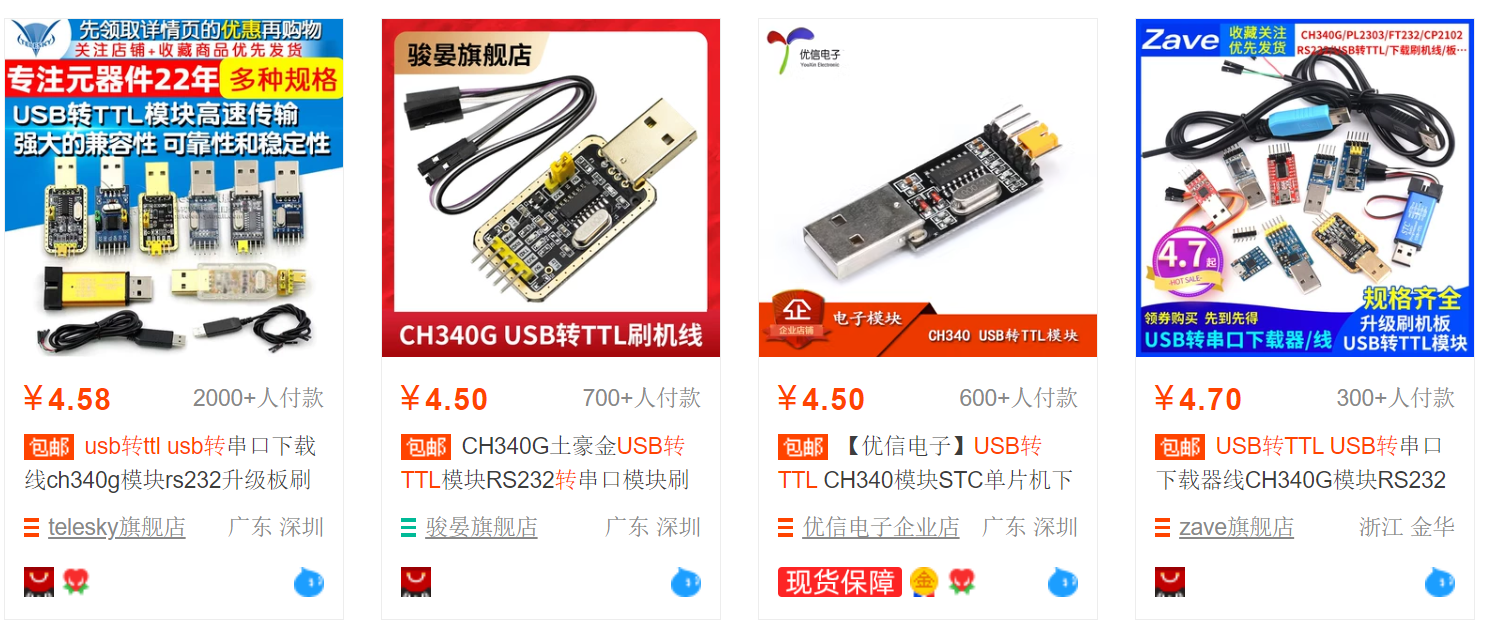 TELESKY
先领取详情页的优惠再购物
关注店铺+收藏商品优先发货
专注元器件22年 多种规格
USB转TTL模块高速传输
强大的兼容性 可靠性和稳定性
￥4.58 2000+人付款
包邮 usb转ttl usb转串口下载
线ch340g模块rs232升级板刷
telesky旗舰店 广东 深圳
骏晏旗舰店
CH340G USB转TTL刷机线
￥4.50 700+人付款
包邮 CH340G土豪金USB转
TTL模块RS232转串口模块刷
骏晏旗舰店 广东 深圳
优信电子
YouXin Electronic
企
企业店铺
电子模块
CH340 USB转TTL模块
￥4.50 600+人付款
包邮 【优信电子】USB转
TTL CH340模块STC单片机下
优信电子企业店 广东 深圳
现货保障 金
Zave
收藏关注
优先发货
CH340G/PL2303/FT232/CP2102
RS232/USB转TTL/下载刷机线/板…
4.7起
-HOT SALE-
规格齐全
领券购买 先到先得
升级刷机板
USB转串口下载器/线
USB转TTL模块
￥4.70 300+人付款
包邮 USB转TTL USB转串口
下载器线CH340G模块RS232
zave旗舰店 浙江 金华